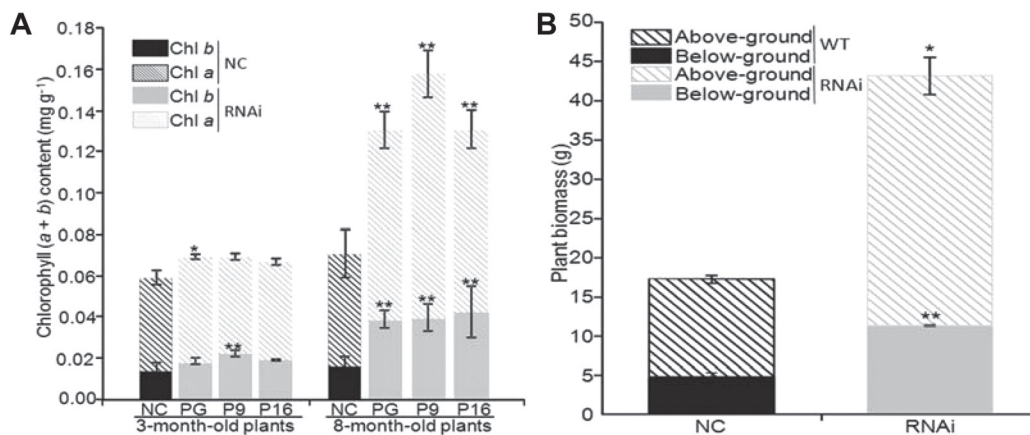 A
Chl b
Chl a
NC
Chl b
Chl a
RNAi
Chlorophyll (a + b) content (mg g⁻¹)
0.18
0.16
0.14
0.12
0.10
0.08
0.06
0.04
0.02
0.00
*
**
**
**
**
**
**
**
NC PG P9 P16 NC PG P9 P16
3-month-old plants 8-month-old plants
B
Above-ground
Below-ground
WT
Above-ground
Below-ground
RNAi
Plant biomass (g)
50
45
40
35
30
25
20
15
10
5
0
*
**
NC RNAi